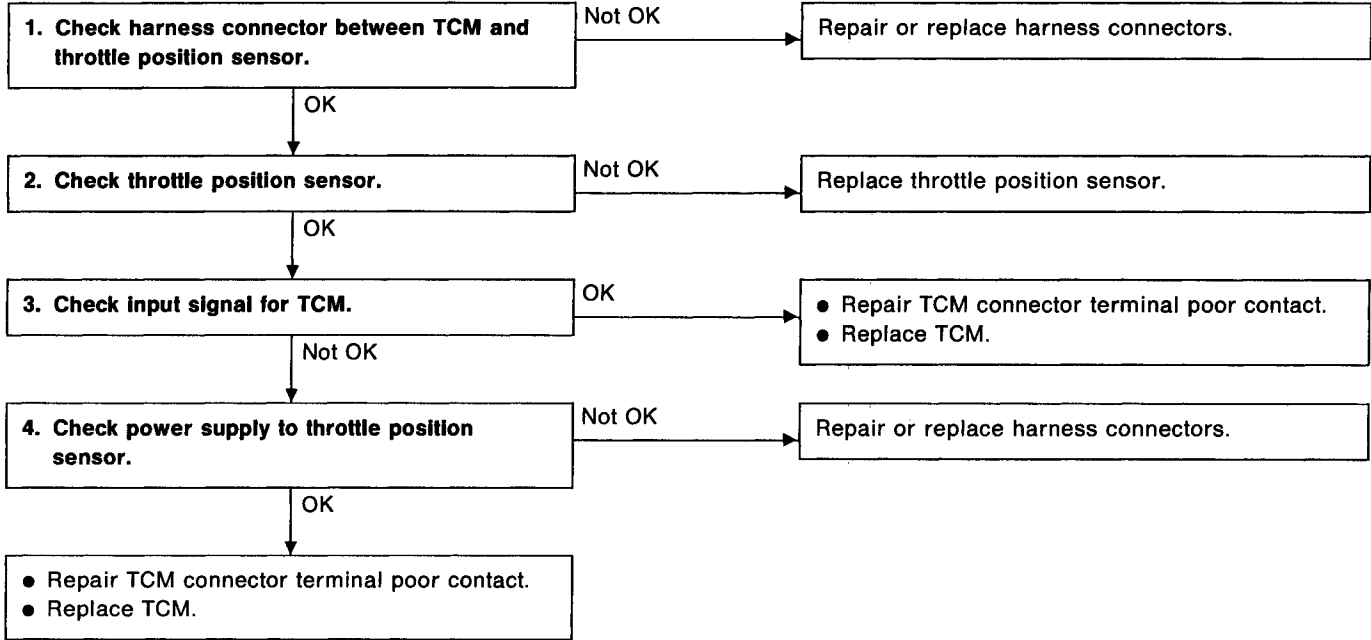 1. Check harness connector between TCM and
throttle position sensor.
Not OK
Repair or replace harness connectors.
OK
2. Check throttle position sensor.
Not OK
Replace throttle position sensor.
OK
3. Check input signal for TCM.
OK
● Repair TCM connector terminal poor contact.
● Replace TCM.
Not OK
4. Check power supply to throttle position
sensor.
Not OK
Repair or replace harness connectors.
OK
● Repair TCM connector terminal poor contact.
● Replace TCM.